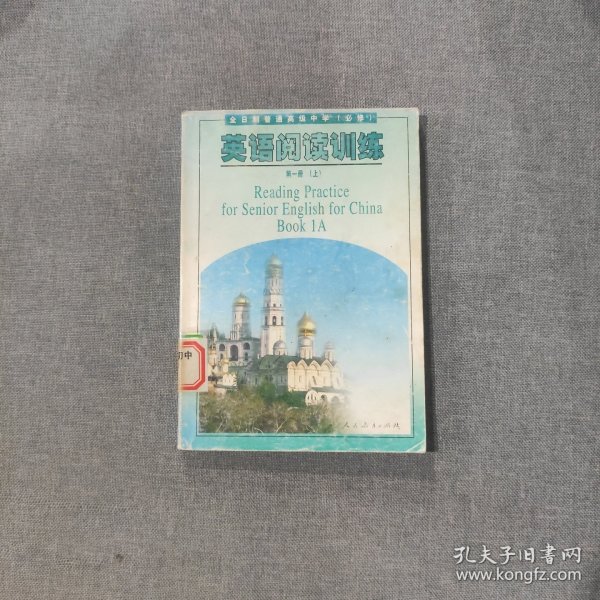 全日制普通高级中学(必修)
英语阅读训练
第一册 (上)
Reading Practice
for Senior English for China
Book 1A
初中
人民教育出版社
孔夫子旧书网
www.kongfz.com